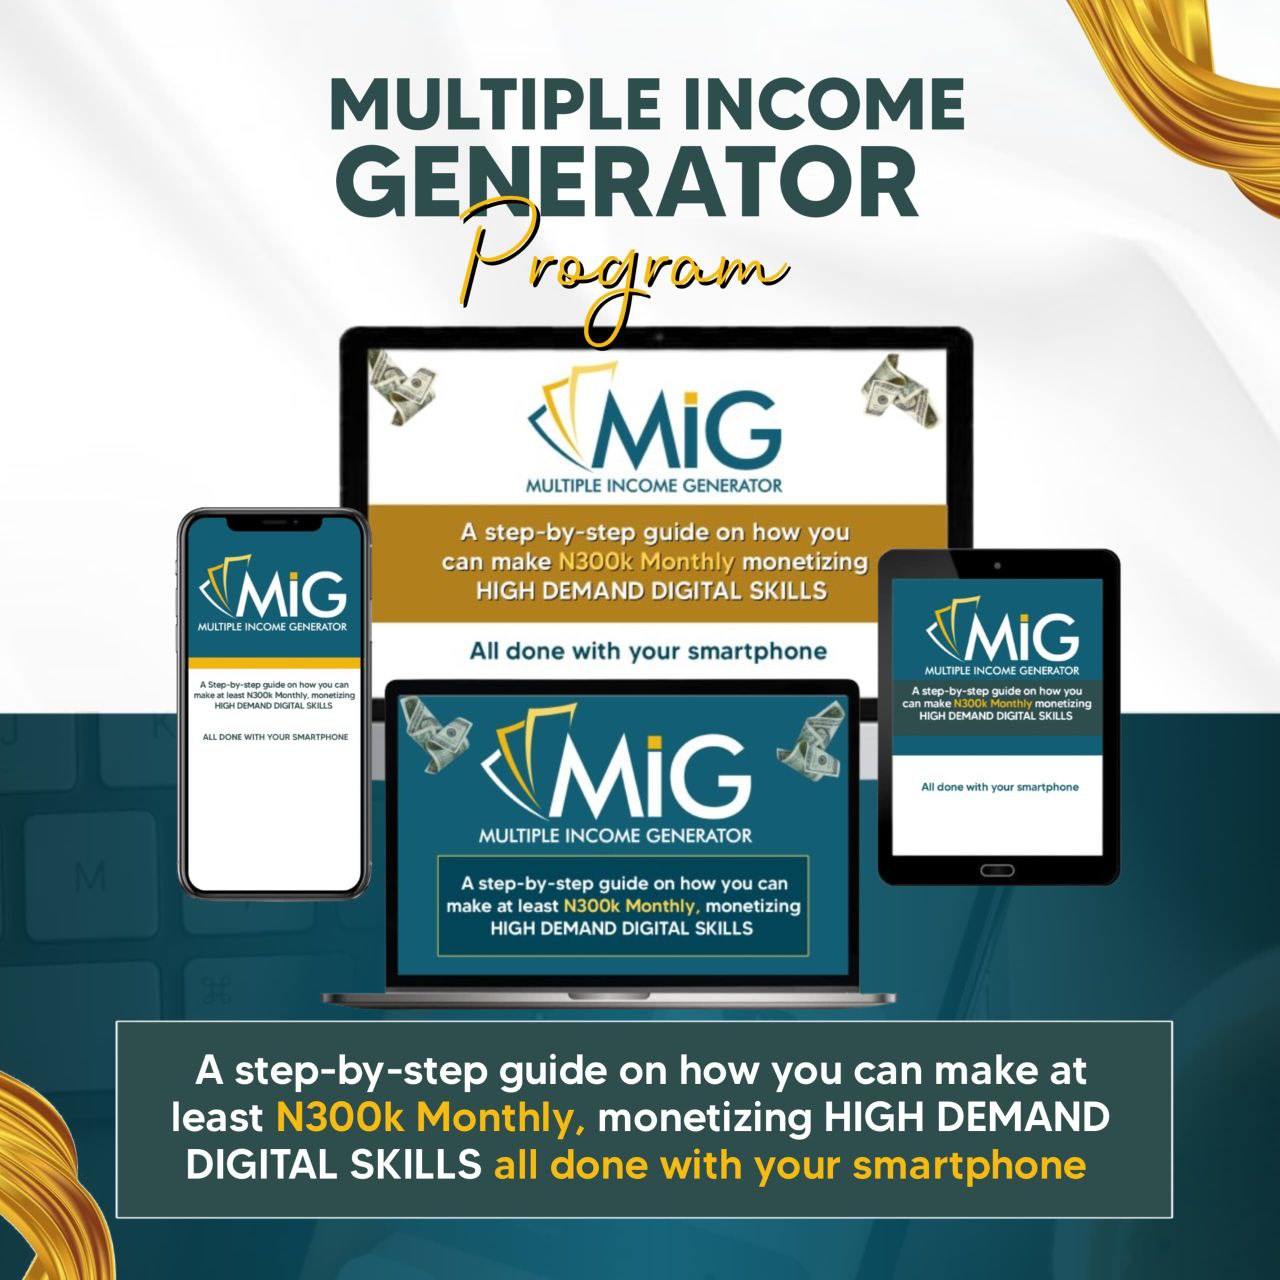 MULTIPLE INCOME
GENERATOR
Program
MiG
MULTIPLE INCOME GENERATOR
A step-by-step guide on how you
can make N300k Monthly monetizing
HIGH DEMAND DIGITAL SKILLS
All done with your smartphone
MiG
MULTIPLE INCOME GENERATOR
A Step-by-step guide on how you can
make at least N300k Monthly, monetizing
HIGH DEMAND DIGITAL SKILLS
ALL DONE WITH YOUR SMARTPHONE
MiG
MULTIPLE INCOME GENERATOR
A step-by-step guide on how you
can make N300k Monthly monetizing
HIGH DEMAND DIGITAL SKILLS
All done with your smartphone
MiG
MULTIPLE INCOME GENERATOR
A step-by-step guide on how you can
make at least N300k Monthly, monetizing
HIGH DEMAND DIGITAL SKILLS
J
K
M
⌘
A step-by-step guide on how you can make at
least N300k Monthly, monetizing HIGH DEMAND
DIGITAL SKILLS all done with your smartphone